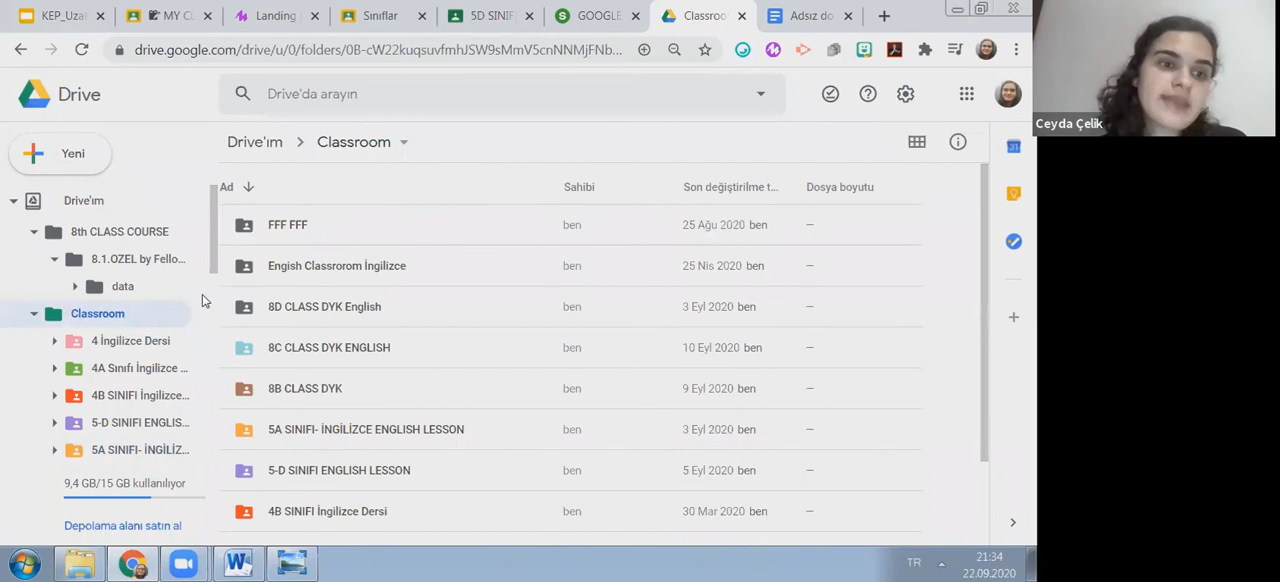 KEP_Uzak
MY C
Landing
Sınıflar
5D SINIF
GOOGLE
Classroo
Adsız do
drive.google.com/drive/u/0/folders/0B-cW22kuqsuvfmhJSW9sMmV5cnNNMjFNb...
Drive
Drive'da arayın
Ceyda Çelik
Yeni
Drive'ım > Classroom
31
Drive'ım
8th CLASS COURSE
8.1.OZEL by Fello...
data
Classroom
4 İngilizce Dersi
4A Sınıfı İngilizce ...
4B SINIFI İngilizce...
5-D SINIFI ENGLIS...
5A SINIFI- İNGİLİZ...
9,4 GB/15 GB kullanılıyor
Depolama alanı satın al
Ad Sahibi Son değiştirilme t... Dosya boyutu
FFF FFF ben 25 Ağu 2020 ben —
Engish Classrorom İngilizce ben 25 Nis 2020 ben —
8D CLASS DYK English ben 3 Eyl 2020 ben —
8C CLASS DYK ENGLISH ben 10 Eyl 2020 ben —
8B CLASS DYK ben 9 Eyl 2020 ben —
5A SINIFI- İNGİLİZCE ENGLISH LESSON ben 3 Eyl 2020 ben —
5-D SINIFI ENGLISH LESSON ben 5 Eyl 2020 ben —
4B SINIFI İngilizce Dersi ben 30 Mar 2020 ben —
TR
21:34
22.09.2020